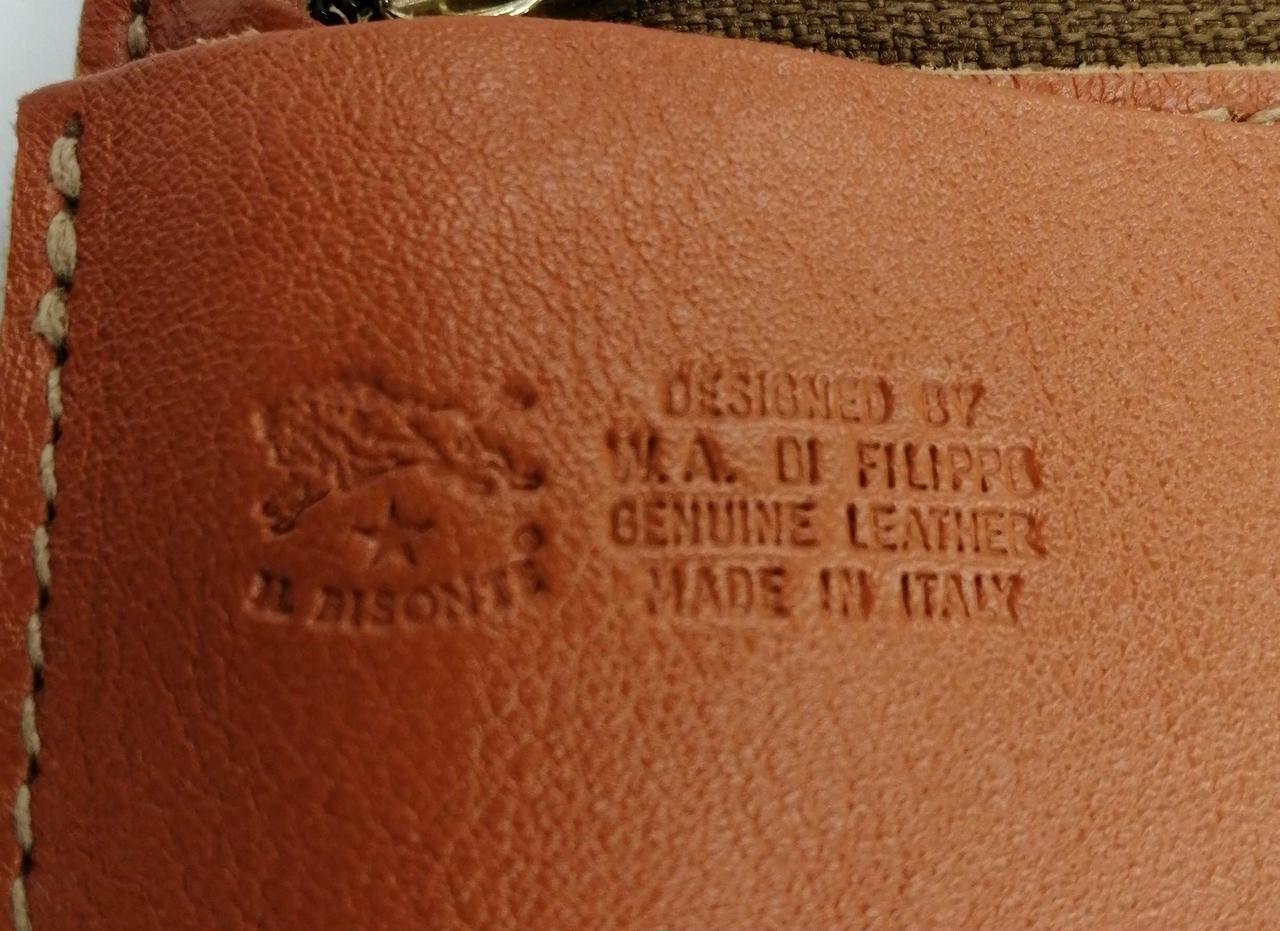 IL BISONTE
DESIGNED BY
W.A. DI FILIPPO
GENUINE LEATHER
MADE IN ITALY